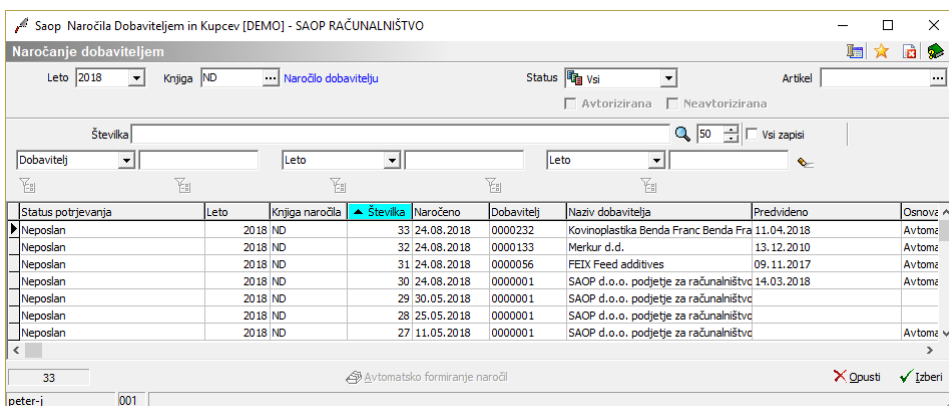 Saop Naročila Dobaviteljem in Kupcev [DEMO] - SAOP RAČUNALNIŠTVO
Naročanje dobaviteljem
Leto 2018 Knjiga ND ... Naročilo dobavitelju Status Vsi Artikel ...
Avtorizirana Neavtorizirana
Številka 50 Vsi zapisi
Dobavitelj Leto Leto
Status potrjevanja Leto Knjiga naročila Številka Naročeno Dobavitelj Naziv dobavitelja Predvideno Osnova
Neposlan 2018 ND 33 24.08.2018 0000232 Kovinoplastika Benda Franc Benda Fra 11.04.2018 Avtoma
Neposlan 2018 ND 32 24.08.2018 0000133 Merkur d.d. 13.12.2010 Avtoma
Neposlan 2018 ND 31 24.08.2018 0000056 FEIX Feed additives 09.11.2017 Avtoma
Neposlan 2018 ND 30 24.08.2018 0000001 SAOP d.o.o. podjetje za računalništvo 14.03.2018 Avtoma
Neposlan 2018 ND 29 30.05.2018 0000001 SAOP d.o.o. podjetje za računalništvo
Neposlan 2018 ND 28 25.05.2018 0000001 SAOP d.o.o. podjetje za računalništvo
Neposlan 2018 ND 27 11.05.2018 0000001 SAOP d.o.o. podjetje za računalništvo Avtoma
33 Avtomatsko formiranje naročil Opusti Izberi
peter-j 001